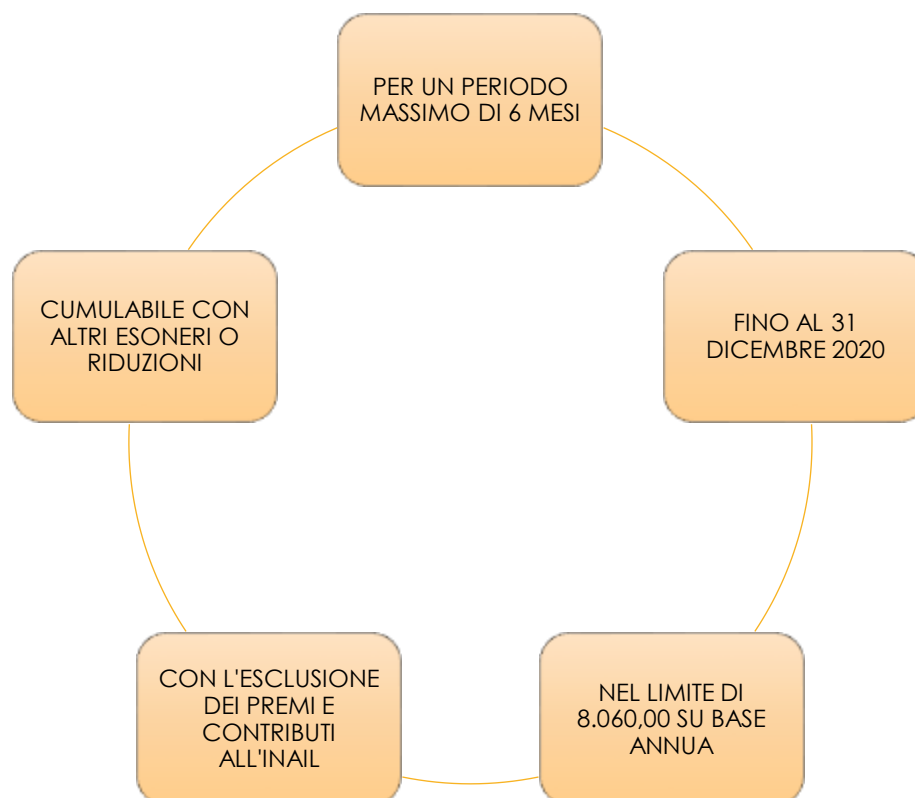 PER UN PERIODO
MASSIMO DI 6 MESI
FINO AL 31
DICEMBRE 2020
NEL LIMITE DI
8.060,00 SU BASE
ANNUA
CON L'ESCLUSIONE
DEI PREMI E
CONTRIBUTI
ALL'INAIL
CUMULABILE CON
ALTRI ESONERI O
RIDUZIONI